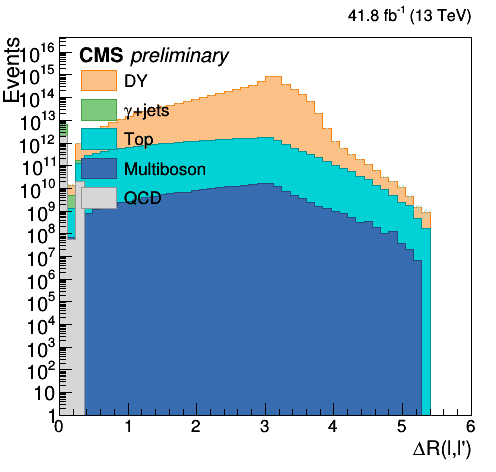 41.8 fb⁻¹ (13 TeV)
Events
CMS preliminary
DY
γ+jets
Top
Multiboson
QCD
10¹⁶
10¹⁵
10¹⁴
10¹³
10¹²
10¹¹
10¹⁰
10⁹
10⁸
10⁷
10⁶
10⁵
10⁴
10³
10²
10
1
0 1 2 3 4 5 6
ΔR(l,l')